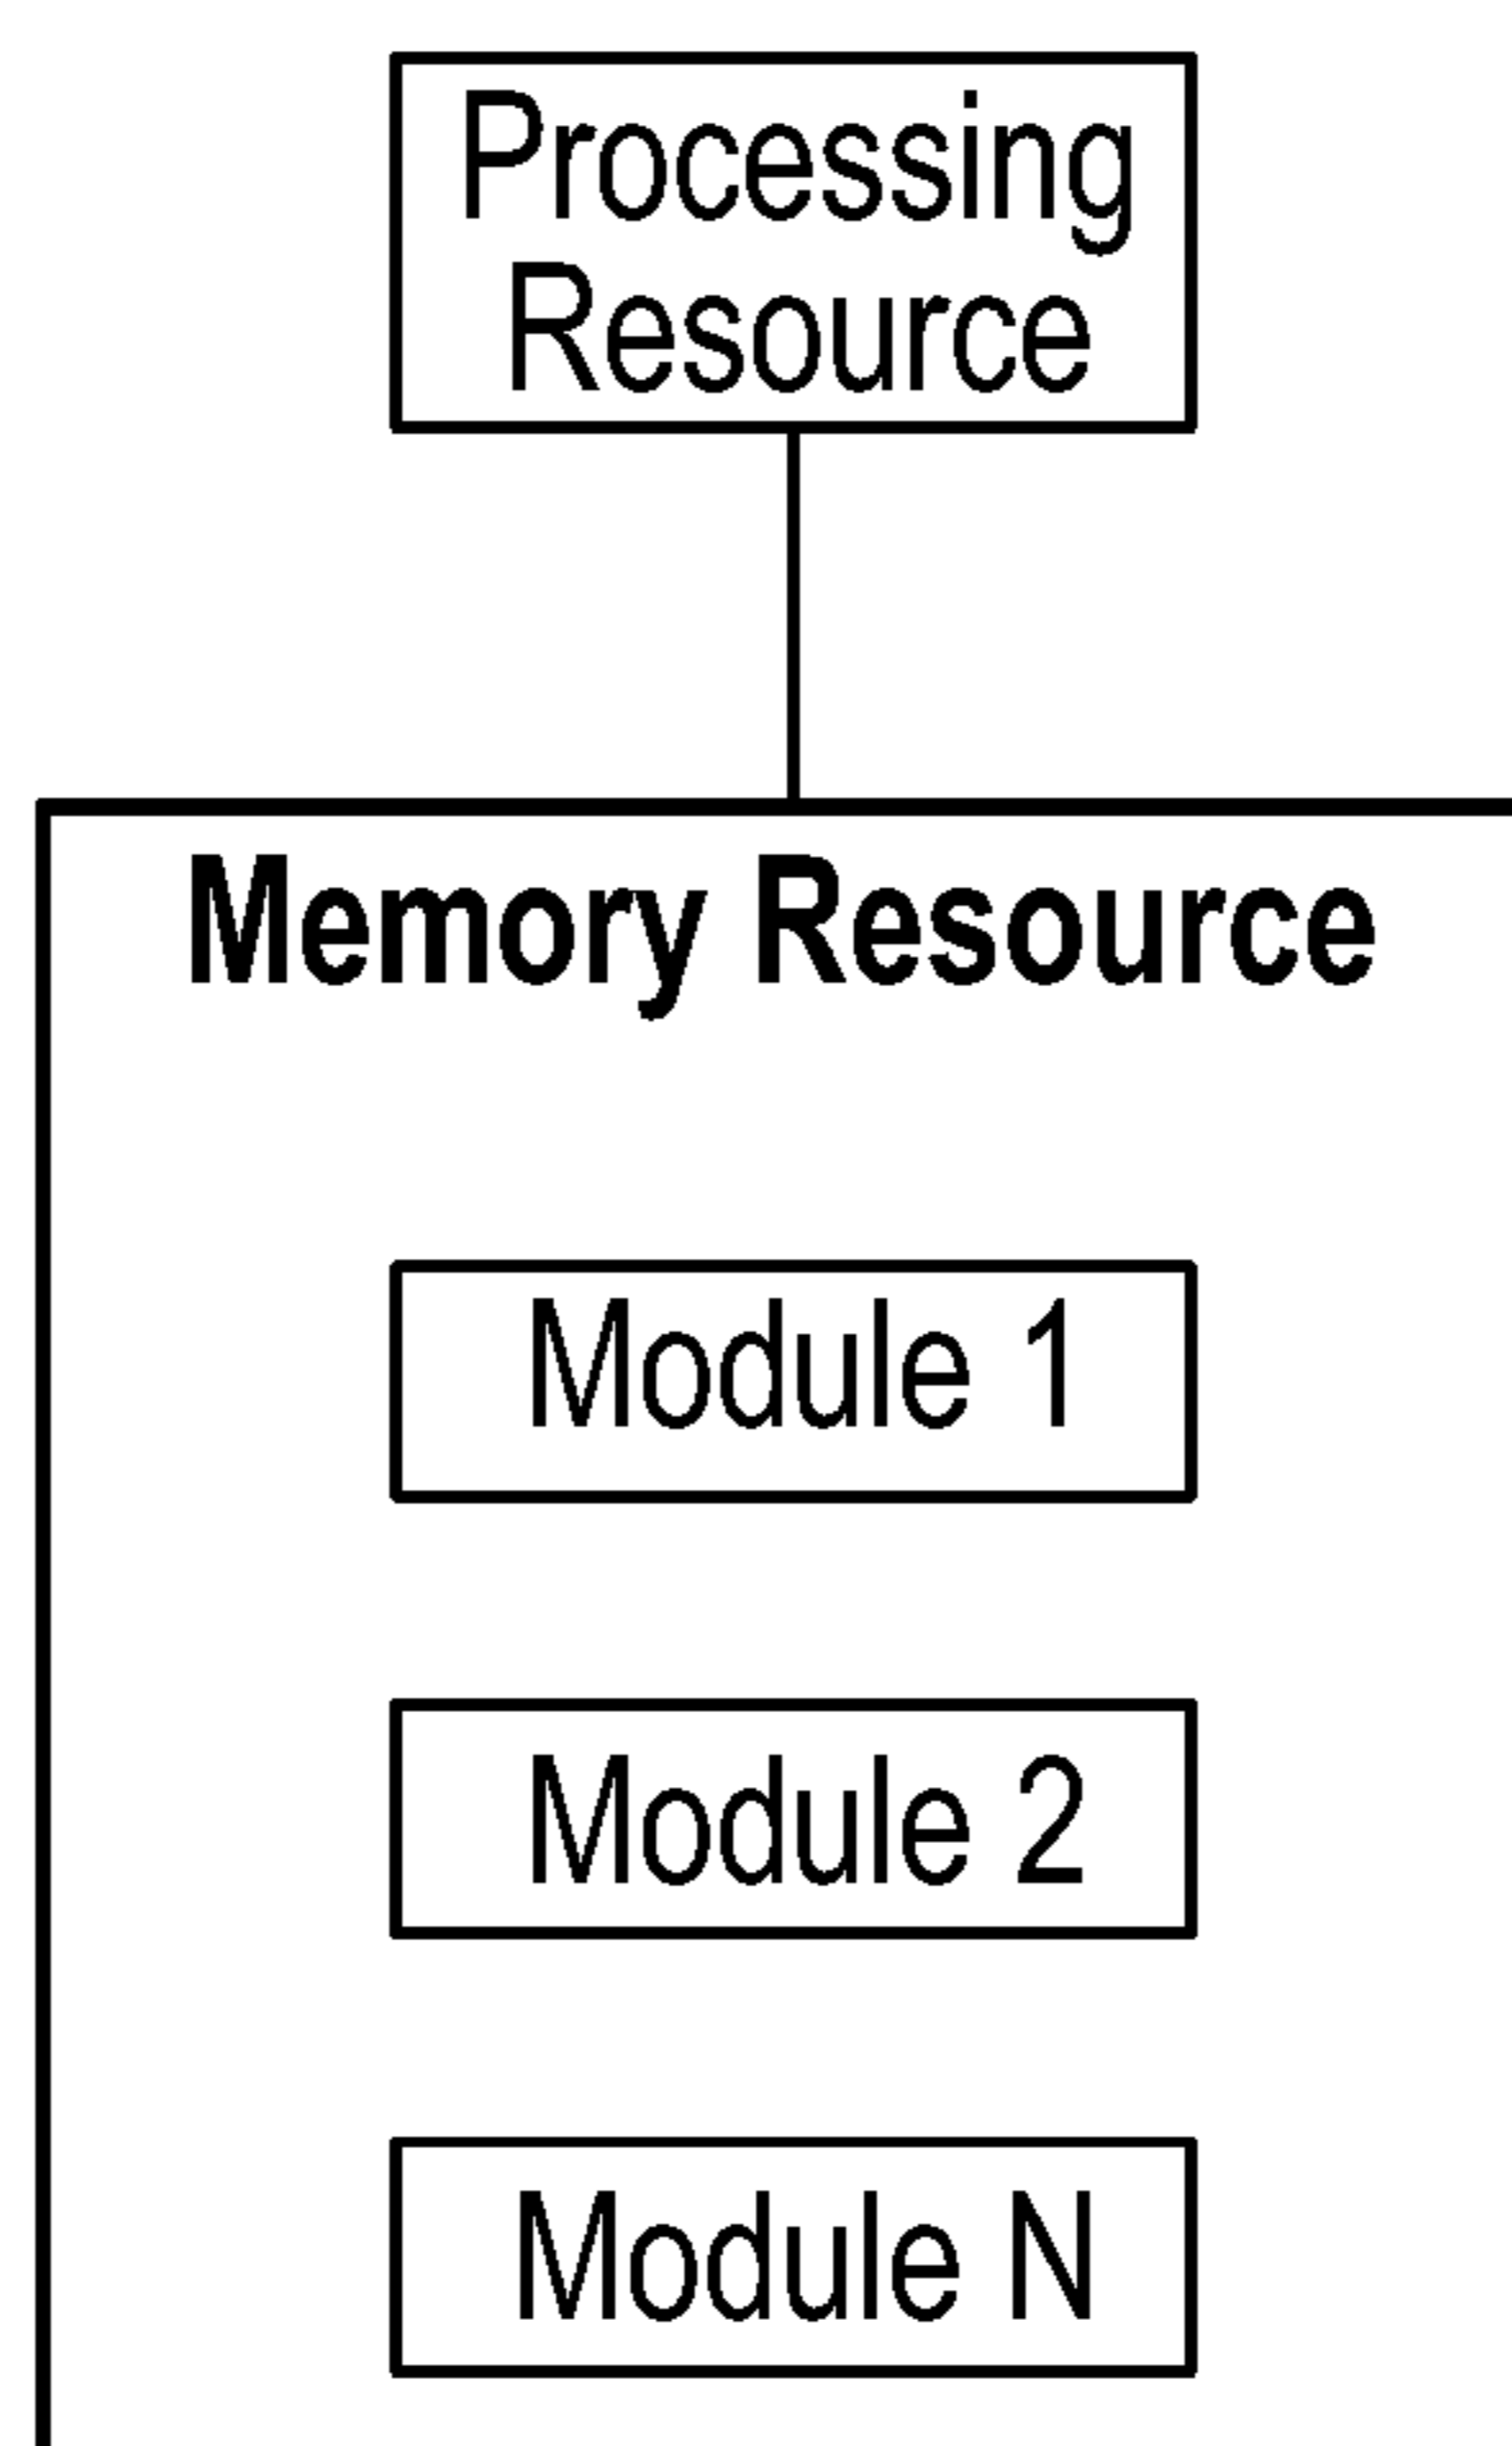 Processing
Resource
Memory Resource
Module 1
Module 2
Module N